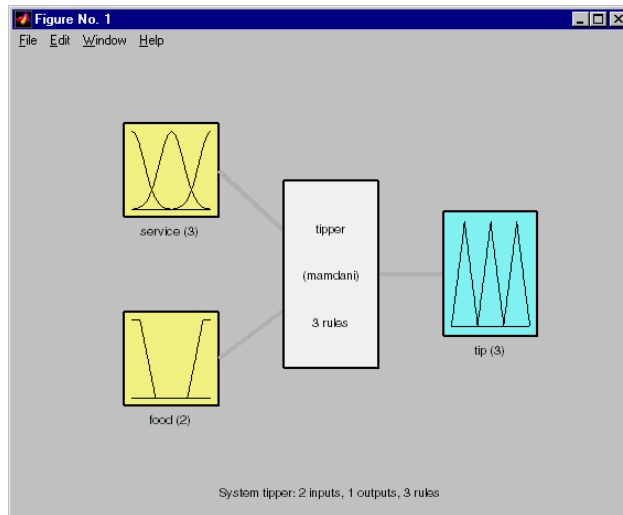 Figure No. 1
File Edit Window Help
service (3)
tipper
(mamdani)
3 rules
tip (3)
food (2)
System tipper: 2 inputs, 1 outputs, 3 rules